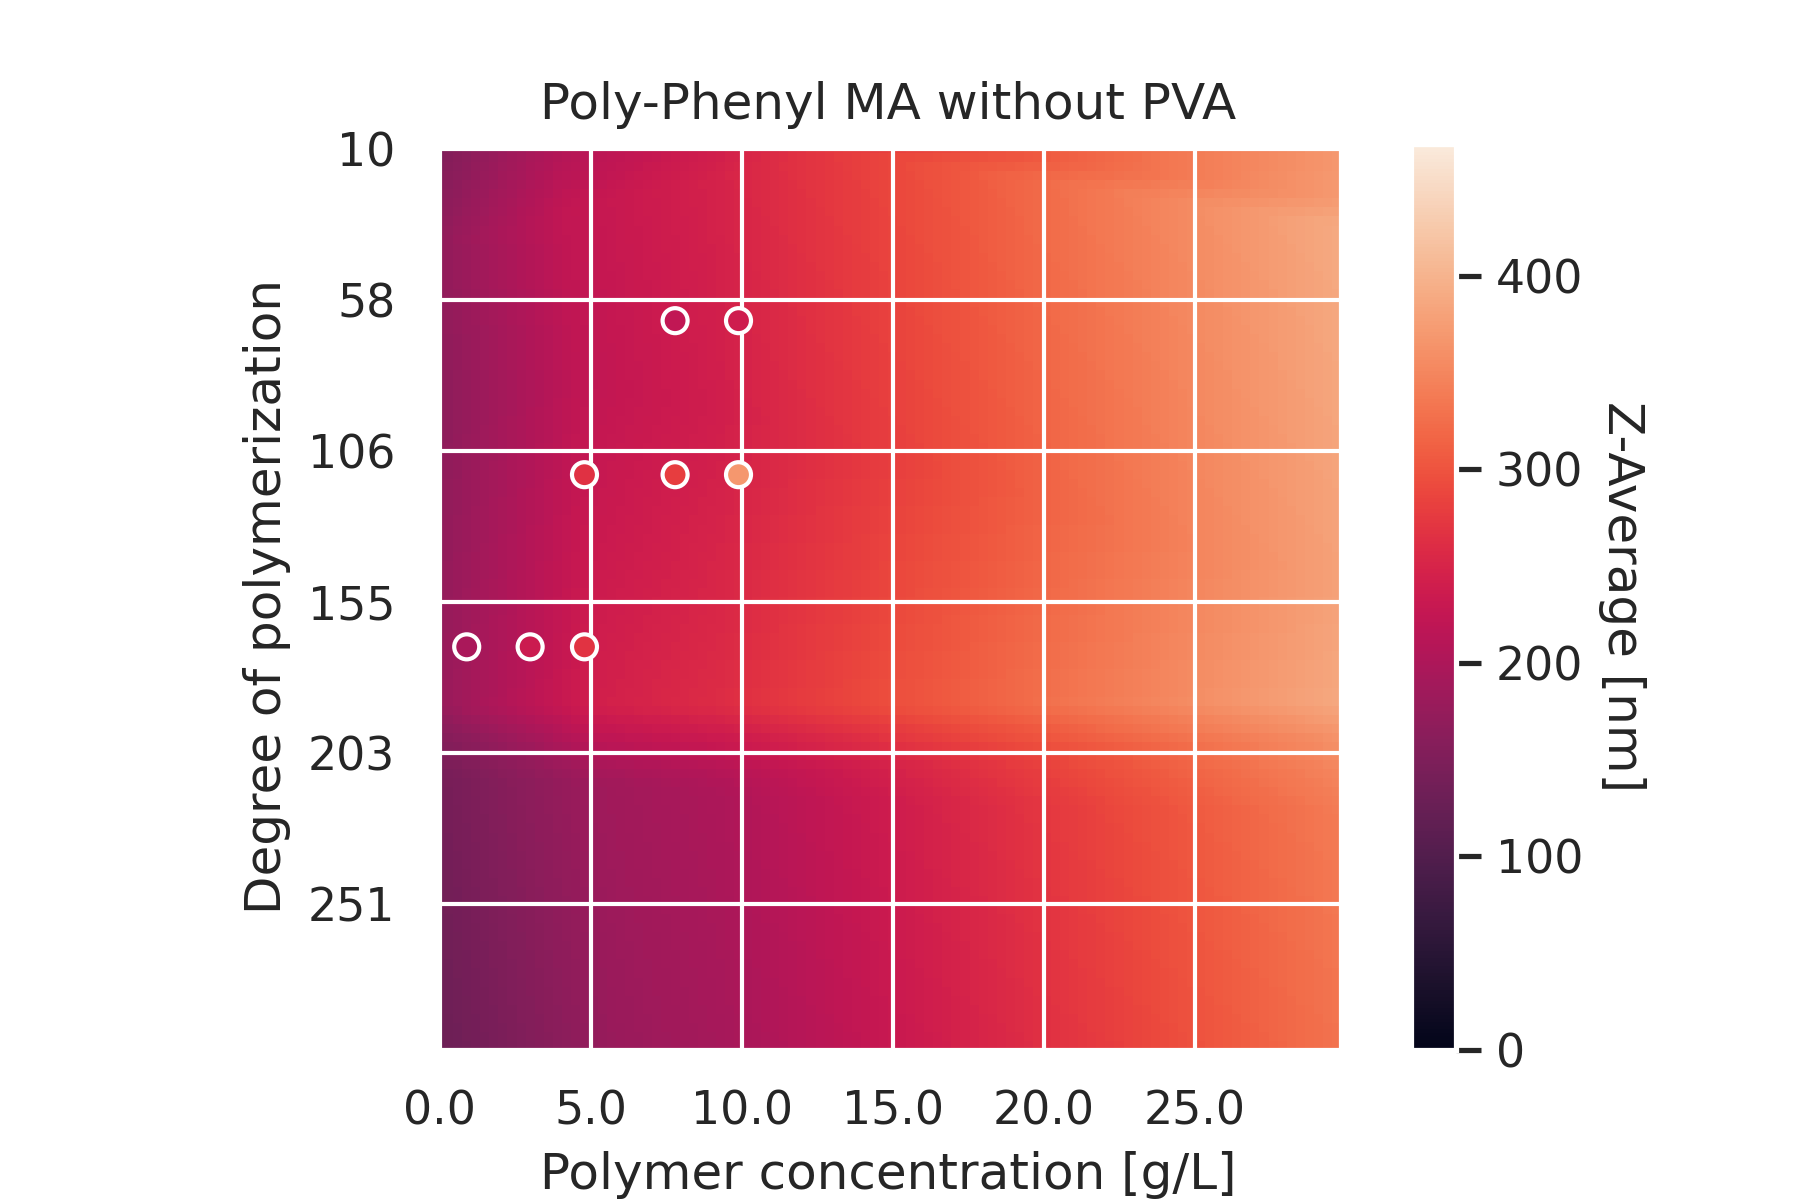 Poly-Phenyl MA without PVA
Degree of polymerization
10
58
106
155
203
251
0.0 5.0 10.0 15.0 20.0 25.0
Polymer concentration [g/L]
400
300
200
100
0
Z-Average [nm]